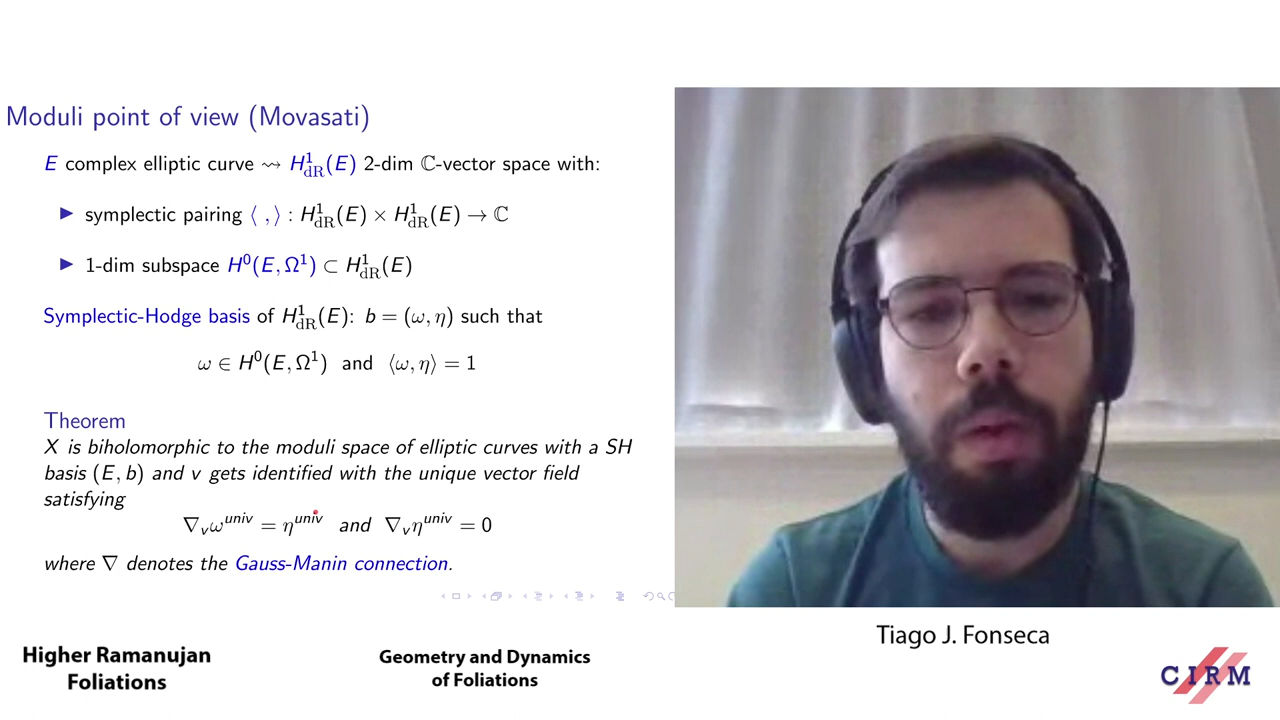 Moduli point of view (Movasati)
E complex elliptic curve ⇝ H¹_dR(E) 2-dim ℂ-vector space with:
▶ symplectic pairing ⟨ , ⟩ : H¹_dR(E) × H¹_dR(E) → ℂ
▶ 1-dim subspace H⁰(E, Ω¹) ⊂ H¹_dR(E)
Symplectic-Hodge basis of H¹_dR(E): b = (ω, η) such that
ω ∈ H⁰(E, Ω¹) and ⟨ω, η⟩ = 1
Theorem
X is biholomorphic to the moduli space of elliptic curves with a SH
basis (E, b) and v gets identified with the unique vector field
satisfying
∇_v ω^univ = η^univ and ∇_v η^univ = 0
where ∇ denotes the Gauss-Manin connection.
Tiago J. Fonseca
Higher Ramanujan
Foliations
Geometry and Dynamics
of Foliations
CIRM